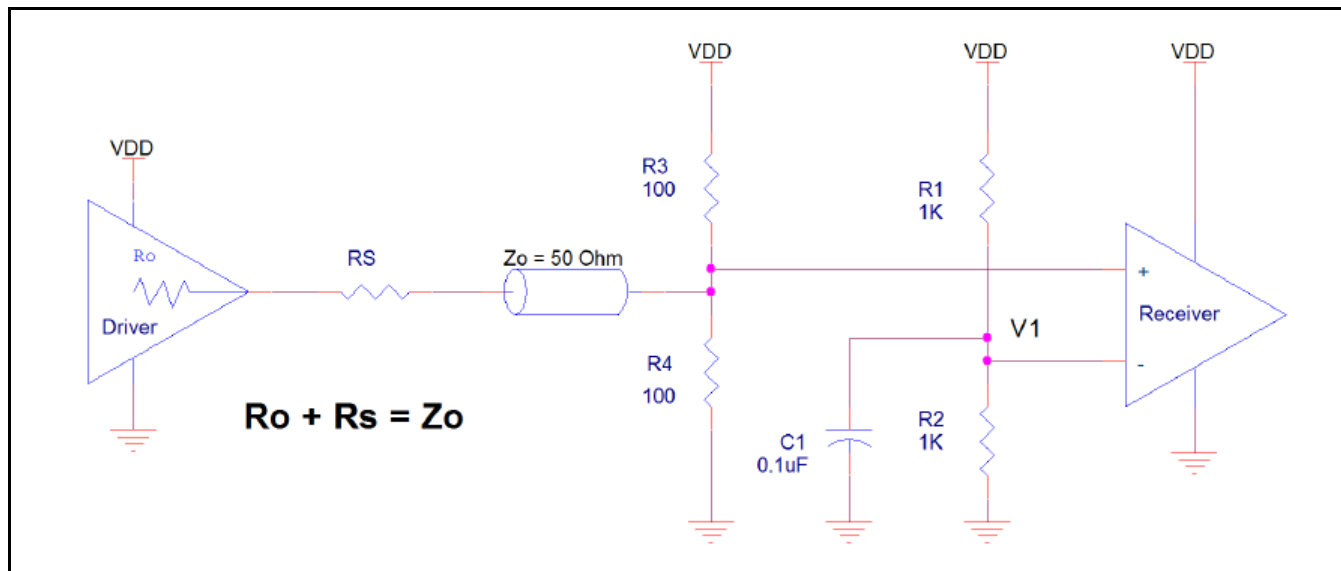 VDD
VDD
VDD
VDD
R3
100
R1
1K
Ro
RS
Zo = 50 Ohm
+
Driver
Receiver
V1
-
R4
100
R2
1K
Ro + Rs = Zo
C1
0.1uF